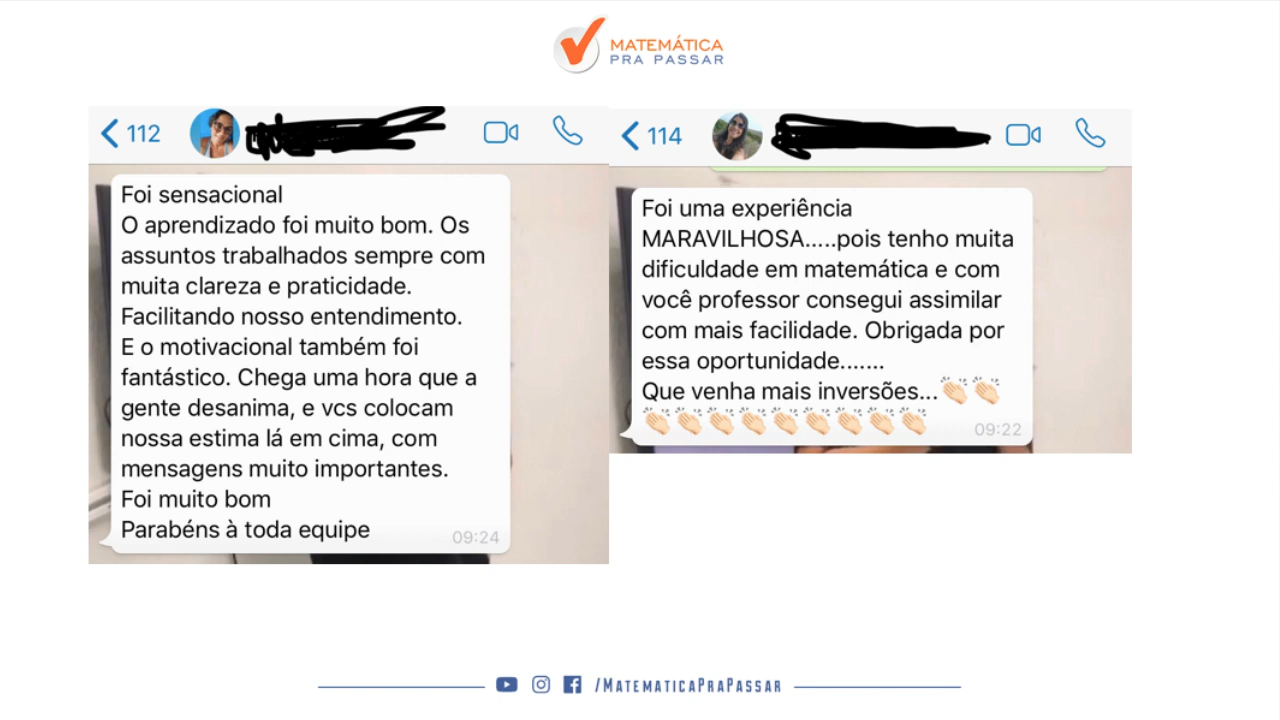 MATEMÁTICA
PRA PASSAR
112
Foi sensacional
O aprendizado foi muito bom. Os
assuntos trabalhados sempre com
muita clareza e praticidade.
Facilitando nosso entendimento.
E o motivacional também foi
fantástico. Chega uma hora que a
gente desanima, e vcs colocam
nossa estima lá em cima, com
mensagens muito importantes.
Foi muito bom
Parabéns à toda equipe
09:24
114
Foi uma experiência
MARAVILHOSA.....pois tenho muita
dificuldade em matemática e com
você professor consegui assimilar
com mais facilidade. Obrigada por
essa oportunidade.......
Que venha mais inversões...👏🏻👏🏻
👏🏻👏🏻👏🏻👏🏻👏🏻👏🏻👏🏻👏🏻👏🏻
09:22
/MATEMATICAPRAPASSAR